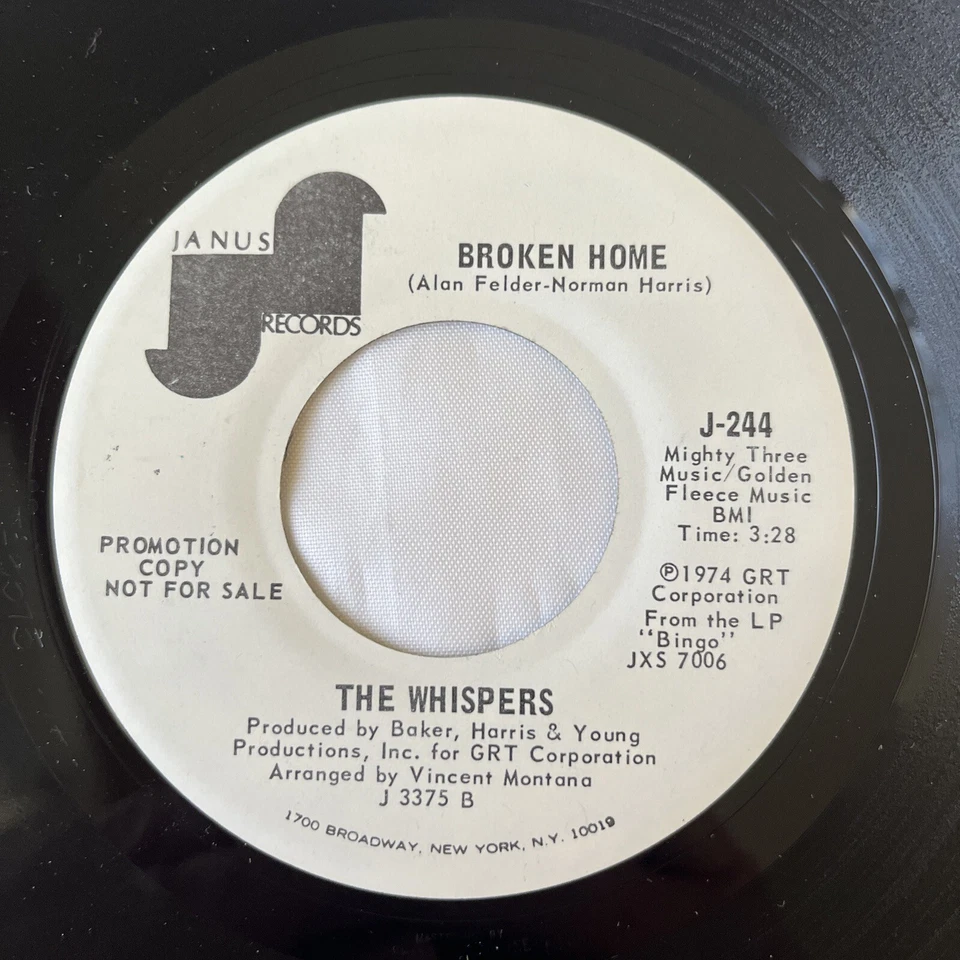 JANUS
RECORDS
BROKEN HOME
(Alan Felder-Norman Harris)
J-244
Mighty Three
Music/Golden
Fleece Music
BMI
Time: 3:28
℗1974 GRT
Corporation
From the LP
"Bingo"
JXS 7006
PROMOTION
COPY
NOT FOR SALE
THE WHISPERS
Produced by Baker, Harris & Young
Productions, Inc. for GRT Corporation
Arranged by Vincent Montana
J 3375 B
1700 BROADWAY, NEW YORK, N.Y. 10019